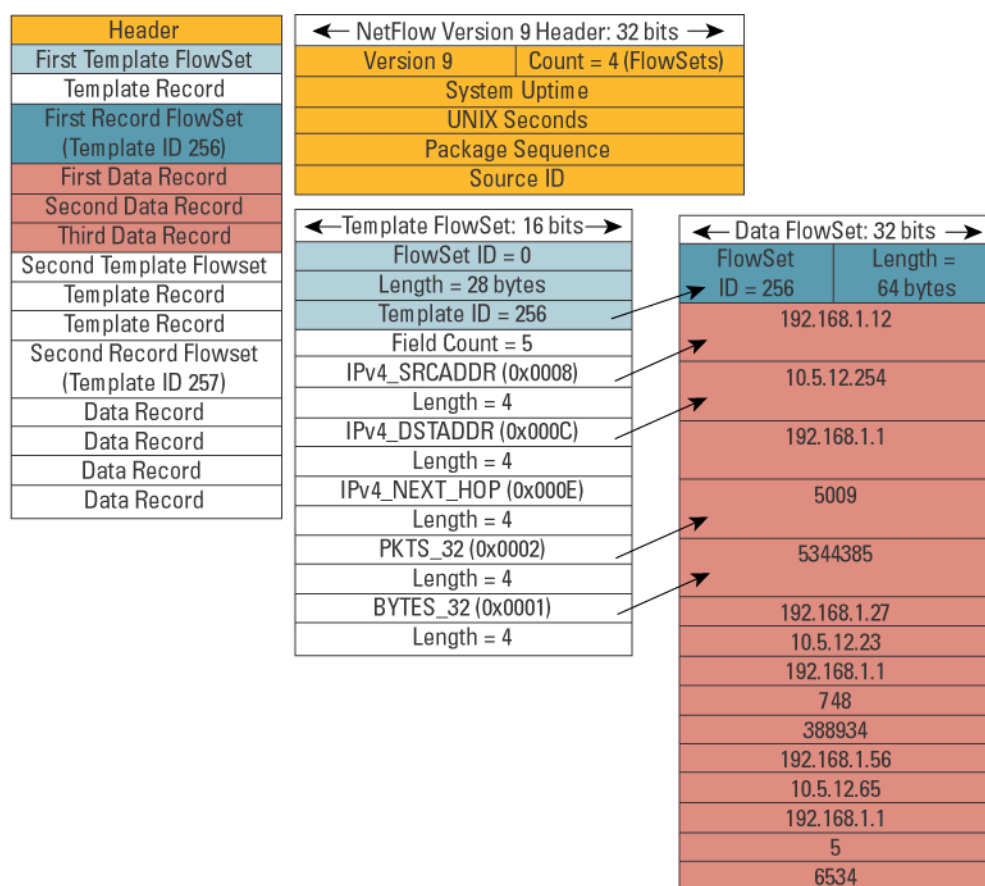 Header
First Template FlowSet
Template Record
First Record FlowSet
(Template ID 256)
First Data Record
Second Data Record
Third Data Record
Second Template Flowset
Template Record
Template Record
Second Record Flowset
(Template ID 257)
Data Record
Data Record
Data Record
Data Record
NetFlow Version 9 Header: 32 bits
Version 9
Count = 4 (FlowSets)
System Uptime
UNIX Seconds
Package Sequence
Source ID
Template FlowSet: 16 bits
FlowSet ID = 0
Length = 28 bytes
Template ID = 256
Field Count = 5
IPv4_SRCADDR (0x0008)
Length = 4
IPv4_DSTADDR (0x000C)
Length = 4
IPv4_NEXT_HOP (0x000E)
Length = 4
PKTS_32 (0x0002)
Length = 4
BYTES_32 (0x0001)
Length = 4
Data FlowSet: 32 bits
FlowSet
ID = 256
Length =
64 bytes
192.168.1.12
10.5.12.254
192.168.1.1
5009
5344385
192.168.1.27
10.5.12.23
192.168.1.1
748
388934
192.168.1.56
10.5.12.65
192.168.1.1
5
6534